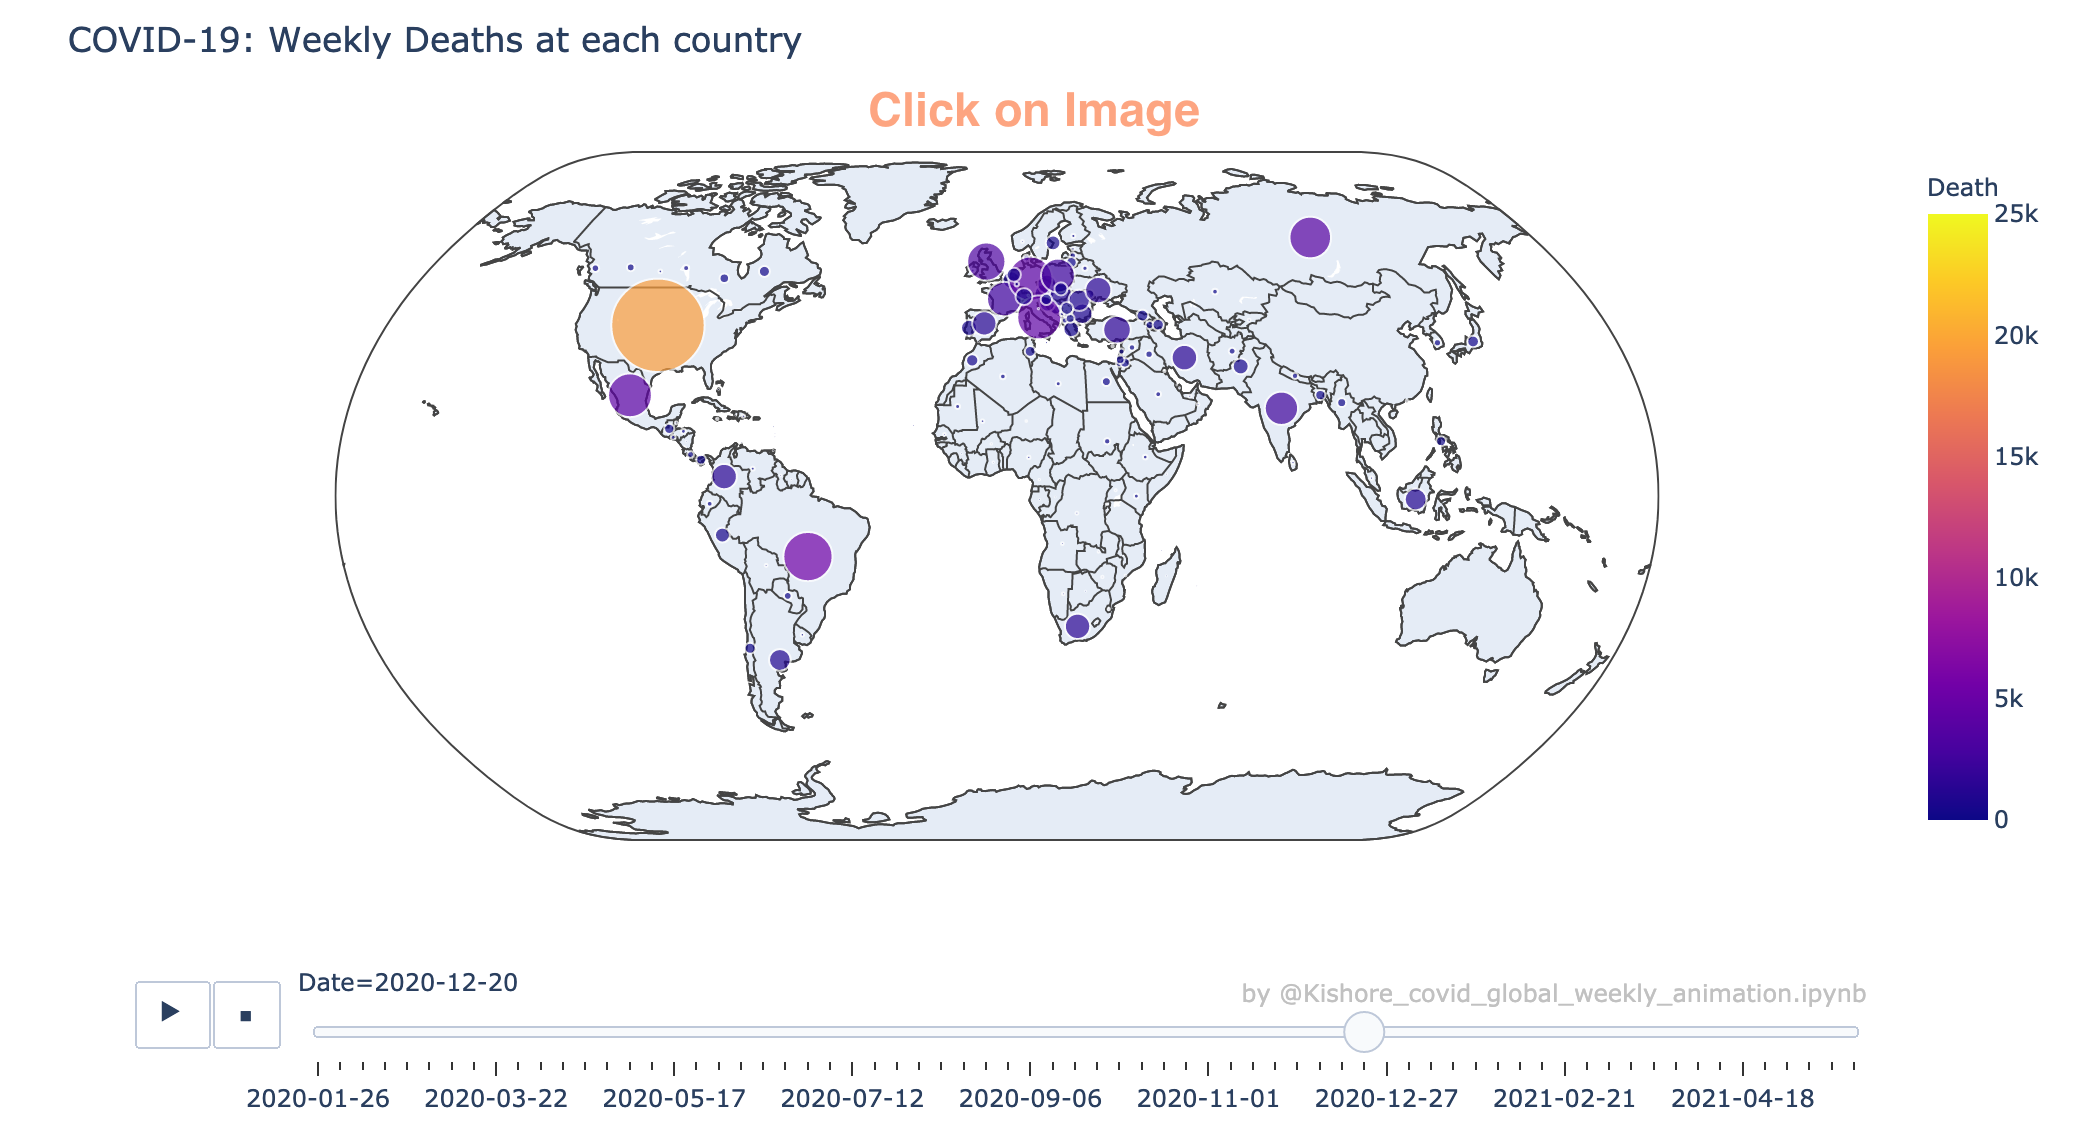 COVID-19: Weekly Deaths at each country
Click on Image
Death
25k
20k
15k
10k
5k
0
Date=2020-12-20
by @Kishore_covid_global_weekly_animation.ipynb
2020-01-26 2020-03-22 2020-05-17 2020-07-12 2020-09-06 2020-11-01 2020-12-27 2021-02-21 2021-04-18